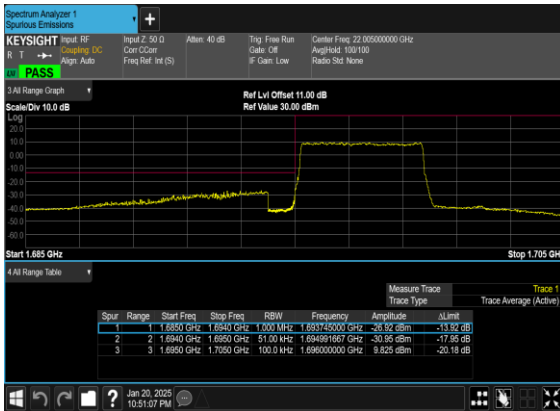 Spectrum Analyzer 1
Spurious Emissions
+
KEYSIGHT Input: RF Input Z: 50 Ω Atten: 40 dB Trig: Free Run Center Freq: 22.005000000 GHz
R T Coupling: DC Corr CCorr Gate: Off Avg|Hold: 100/100
Align: Auto Freq Ref: Int (S) IF Gain: Low Radio Std: None
LXI PASS
3 All Range Graph
Ref Lvl Offset 11.00 dB
Scale/Div 10.0 dB Ref Value 30.00 dBm
Log
20.0
10.0
0.00
-10.0
-20.0
-30.0
-40.0
-50.0
-60.0
Start 1.685 GHz Stop 1.705 GH
4 All Range Table
Measure Trace Trace 1
Trace Type Trace Average (Active)
Spur Range Start Freq Stop Freq RBW Frequency Amplitude ΔLimit
1 1 1.6850 GHz 1.6940 GHz 1.000 MHz 1.693745000 GHz -26.92 dBm -13.92 dB
2 2 1.6940 GHz 1.6950 GHz 51.00 kHz 1.694991667 GHz -30.95 dBm -17.95 dB
3 3 1.6950 GHz 1.7050 GHz 100.0 kHz 1.696000000 GHz 9.825 dBm -20.18 dB
? Jan 20, 2025
10:51:07 PM